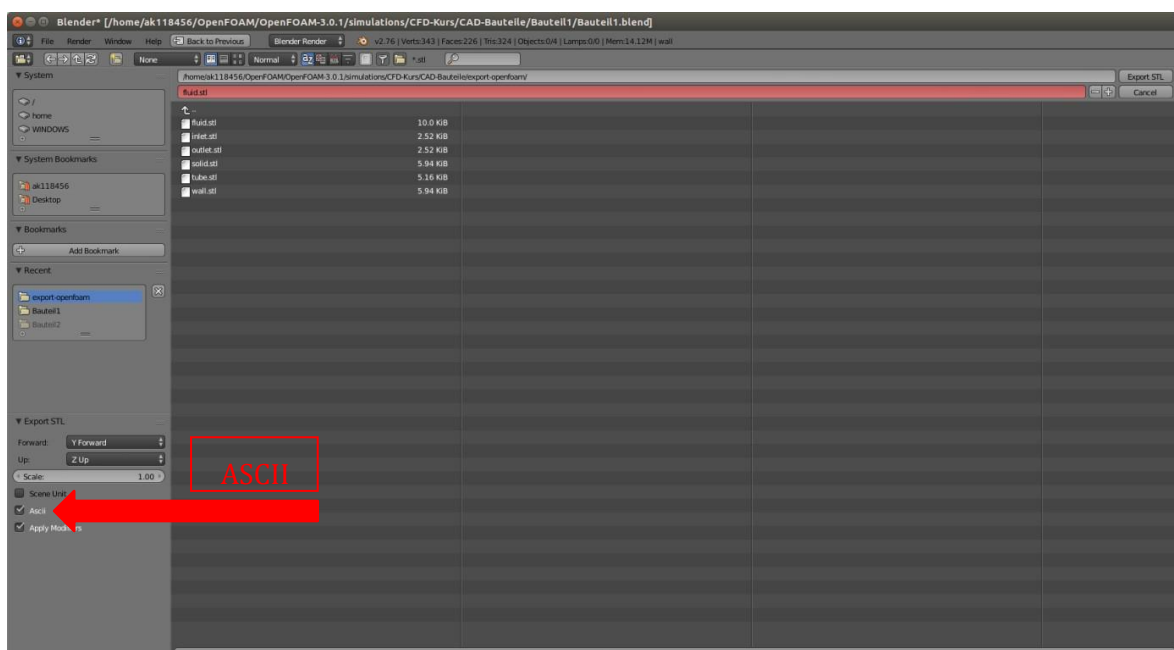 Blender* [/home/ak118456/OpenFOAM/OpenFOAM-3.0.1/simulations/CFD-Kurs/CAD-Bauteile/Bauteil1/Bauteil1.blend]
File Render Window Help Back to Previous Blender Render v2.76 | Verts:343 | Faces:226 | Tris:324 | Objects:0/4 | Lamps:0/0 | Mem:14.12M | wall
None Normal *.stl
System
/home/ak118456/OpenFOAM/OpenFOAM-3.0.1/simulations/CFD-Kurs/CAD-Bauteile/export-openfoam/ Export STL
fluid.stl Cancel
/
home
WINDOWS
System Bookmarks
ak118456
Desktop
Bookmarks
Add Bookmark
Recent
export-openfoam
Bauteil1
Bauteil2
..
fluid.stl 10.0 KiB
inlet.stl 2.52 KiB
outlet.stl 2.52 KiB
solid.stl 5.94 KiB
tube.stl 5.16 KiB
wall.stl 5.94 KiB
Export STL
Forward: Y Forward
Up: Z Up
Scale: 1.00
Scene Unit
Ascii
Apply Modifiers
ASCII